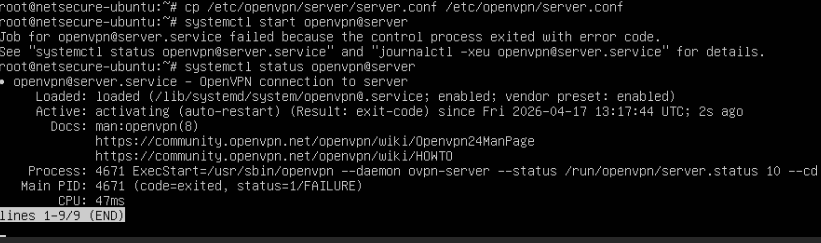 root@netsecure-ubuntu:~# cp /etc/openvpn/server/server.conf /etc/openvpn/server.conf
root@netsecure-ubuntu:~# systemctl start openvpn@server
Job for openvpn@server.service failed because the control process exited with error code.
See "systemctl status openvpn@server.service" and "journalctl -xeu openvpn@server.service" for details.
root@netsecure-ubuntu:~# systemctl status openvpn@server
● openvpn@server.service - OpenVPN connection to server
Loaded: loaded (/lib/systemd/system/openvpn@.service; enabled; vendor preset: enabled)
Active: activating (auto-restart) (Result: exit-code) since Fri 2026-04-17 13:17:44 UTC; 2s ago
Docs: man:openvpn(8)
https://community.openvpn.net/openvpn/wiki/Openvpn24ManPage
https://community.openvpn.net/openvpn/wiki/HOWTO
Process: 4671 ExecStart=/usr/sbin/openvpn --daemon ovpn-server --status /run/openvpn/server.status 10 --cd
Main PID: 4671 (code=exited, status=1/FAILURE)
CPU: 47ms
lines 1-9/9 (END)